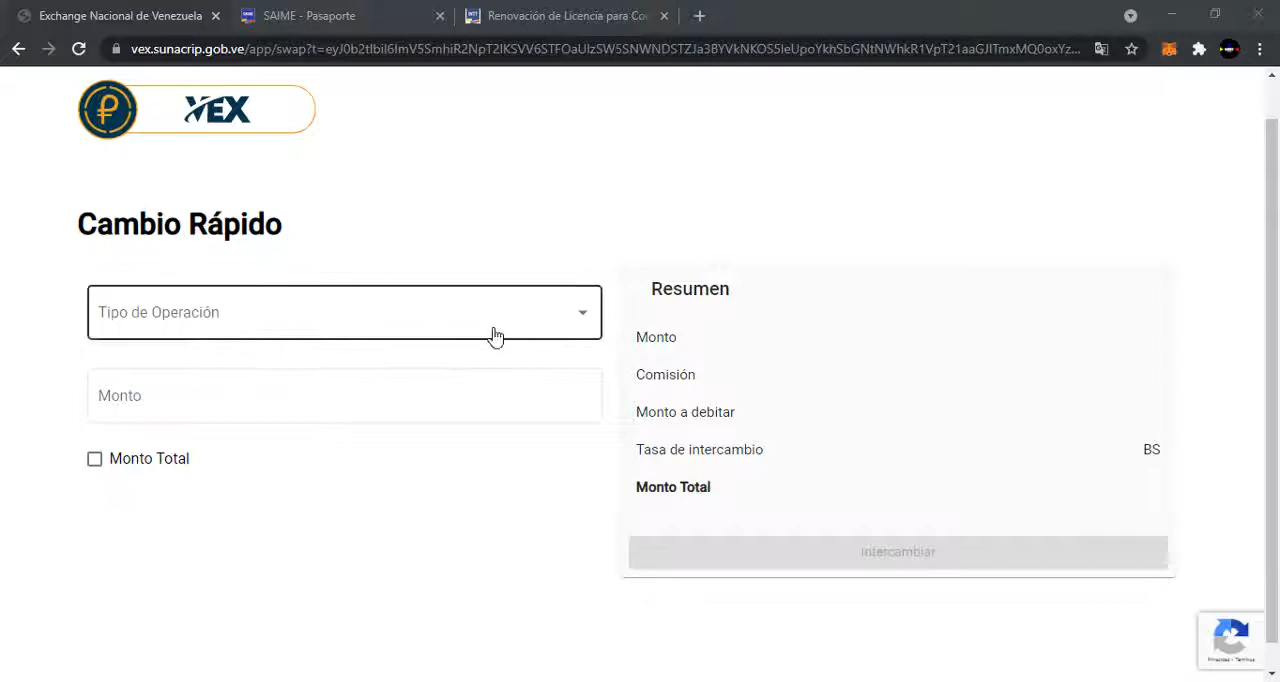 Exchange Nacional de Venezuela
SAIME - Pasaporte
Renovación de Licencia para Co
vex.sunacrip.gob.ve/app/swap?t=
VEX
Cambio Rápido
Tipo de Operación
Monto
Monto Total
Resumen
Monto
Comisión
Monto a debitar
Tasa de intercambio BS
Monto Total
Intercambiar
Privacidad - Términos